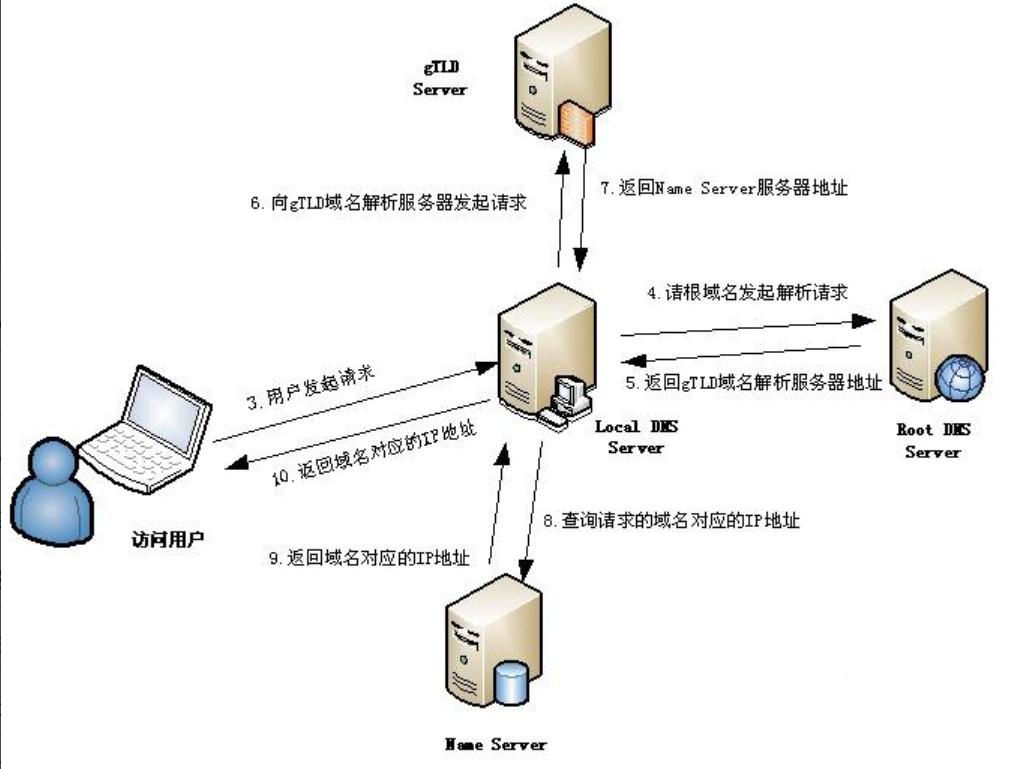 gTLD
Server
6.向gTLD域名解析服务器发起请求
7.返回Name Server服务器地址
4.请根域名发起解析请求
5.返回gTLD域名解析服务器地址
3.用户发起请求
10.返回域名对应的IP地址
Local DNS
Server
Root DNS
Server
8.查询请求的域名对应的IP地址
9.返回域名对应的IP地址
访问用户
Name Server